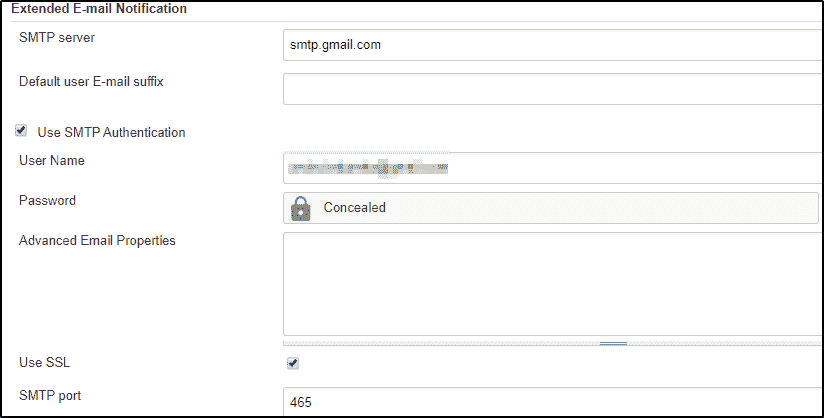 Extended E-mail Notification
SMTP server
smtp.gmail.com
Default user E-mail suffix
Use SMTP Authentication
User Name
Password
Concealed
Advanced Email Properties
Use SSL
SMTP port
465